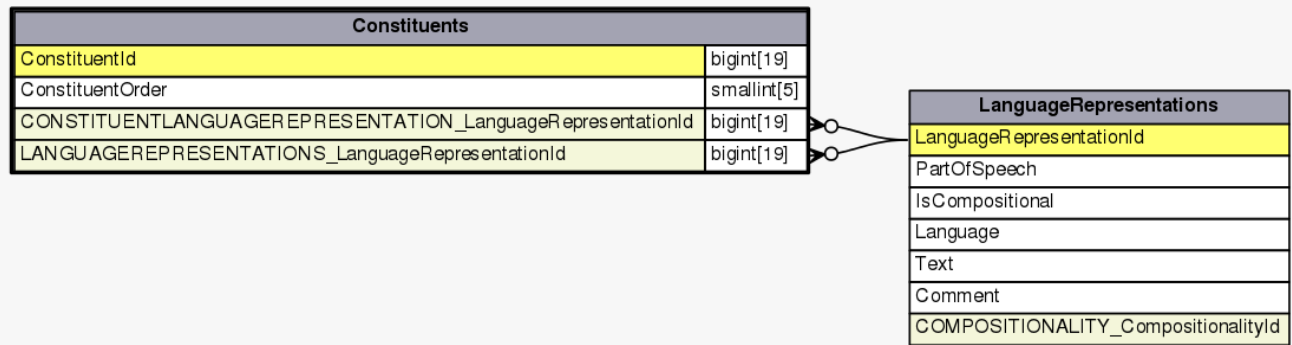 Constituents
ConstituentId bigint[19]
ConstituentOrder smallint[5]
CONSTITUENTLANGUAGEREPRESENTATION_LanguageRepresentationId bigint[19]
LANGUAGEREPRESENTATIONS_LanguageRepresentationId bigint[19]
LanguageRepresentations
LanguageRepresentationId
PartOfSpeech
IsCompositional
Language
Text
Comment
COMPOSITIONALITY_CompositionalityId